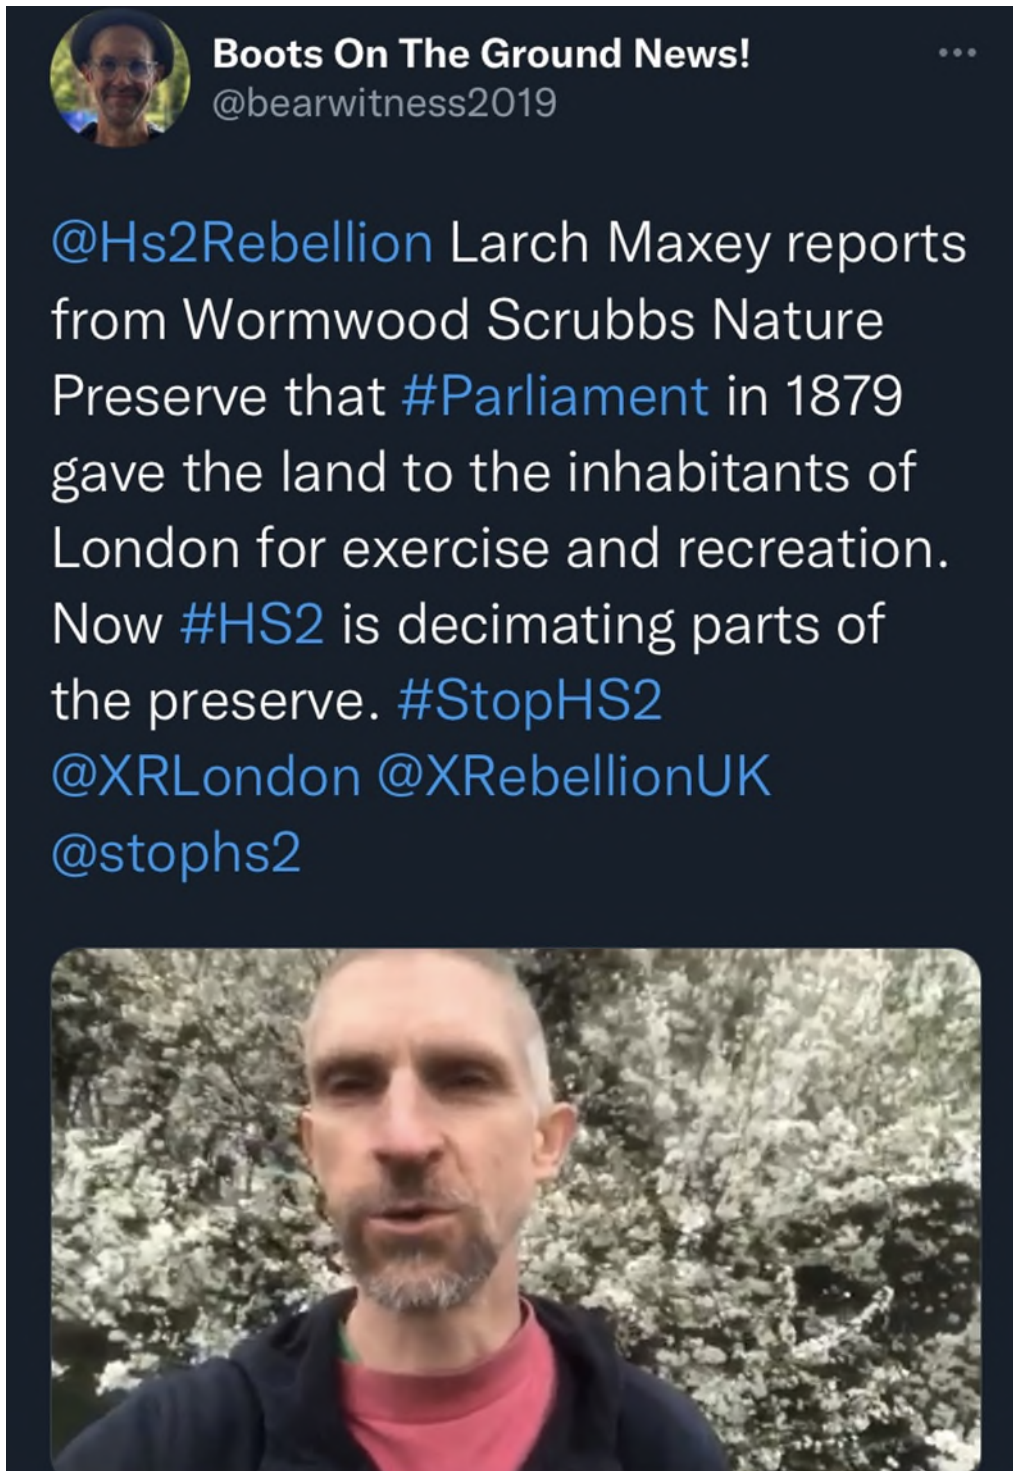 Boots On The Ground News!
@bearwitness2019
@Hs2Rebellion Larch Maxey reports
from Wormwood Scrubbs Nature
Preserve that #Parliament in 1879
gave the land to the inhabitants of
London for exercise and recreation.
Now #HS2 is decimating parts of
the preserve. #StopHS2
@XRLondon @XRebellionUK
@stophs2